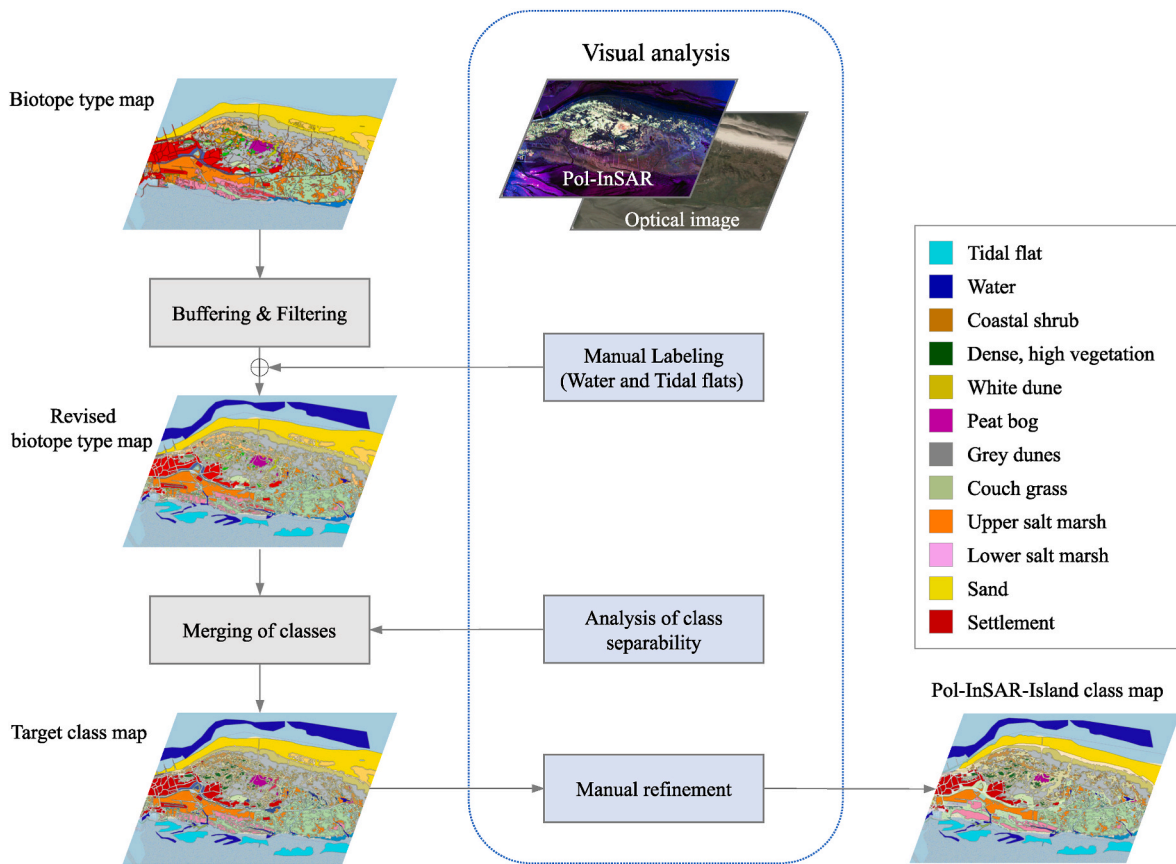 Visual analysis
Biotope type map
Pol-InSAR
Optical image
Buffering & Filtering
Manual Labeling
(Water and Tidal flats)
Revised
biotope type map
Merging of classes
Analysis of class
separability
Target class map
Manual refinement
Tidal flat
Water
Coastal shrub
Dense, high vegetation
White dune
Peat bog
Grey dunes
Couch grass
Upper salt marsh
Lower salt marsh
Sand
Settlement
Pol-InSAR-Island class map